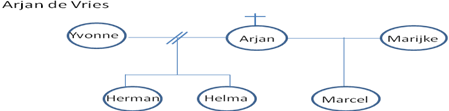 Arjan de Vries
Yvonne Arjan Marijke
Herman Helma Marcel